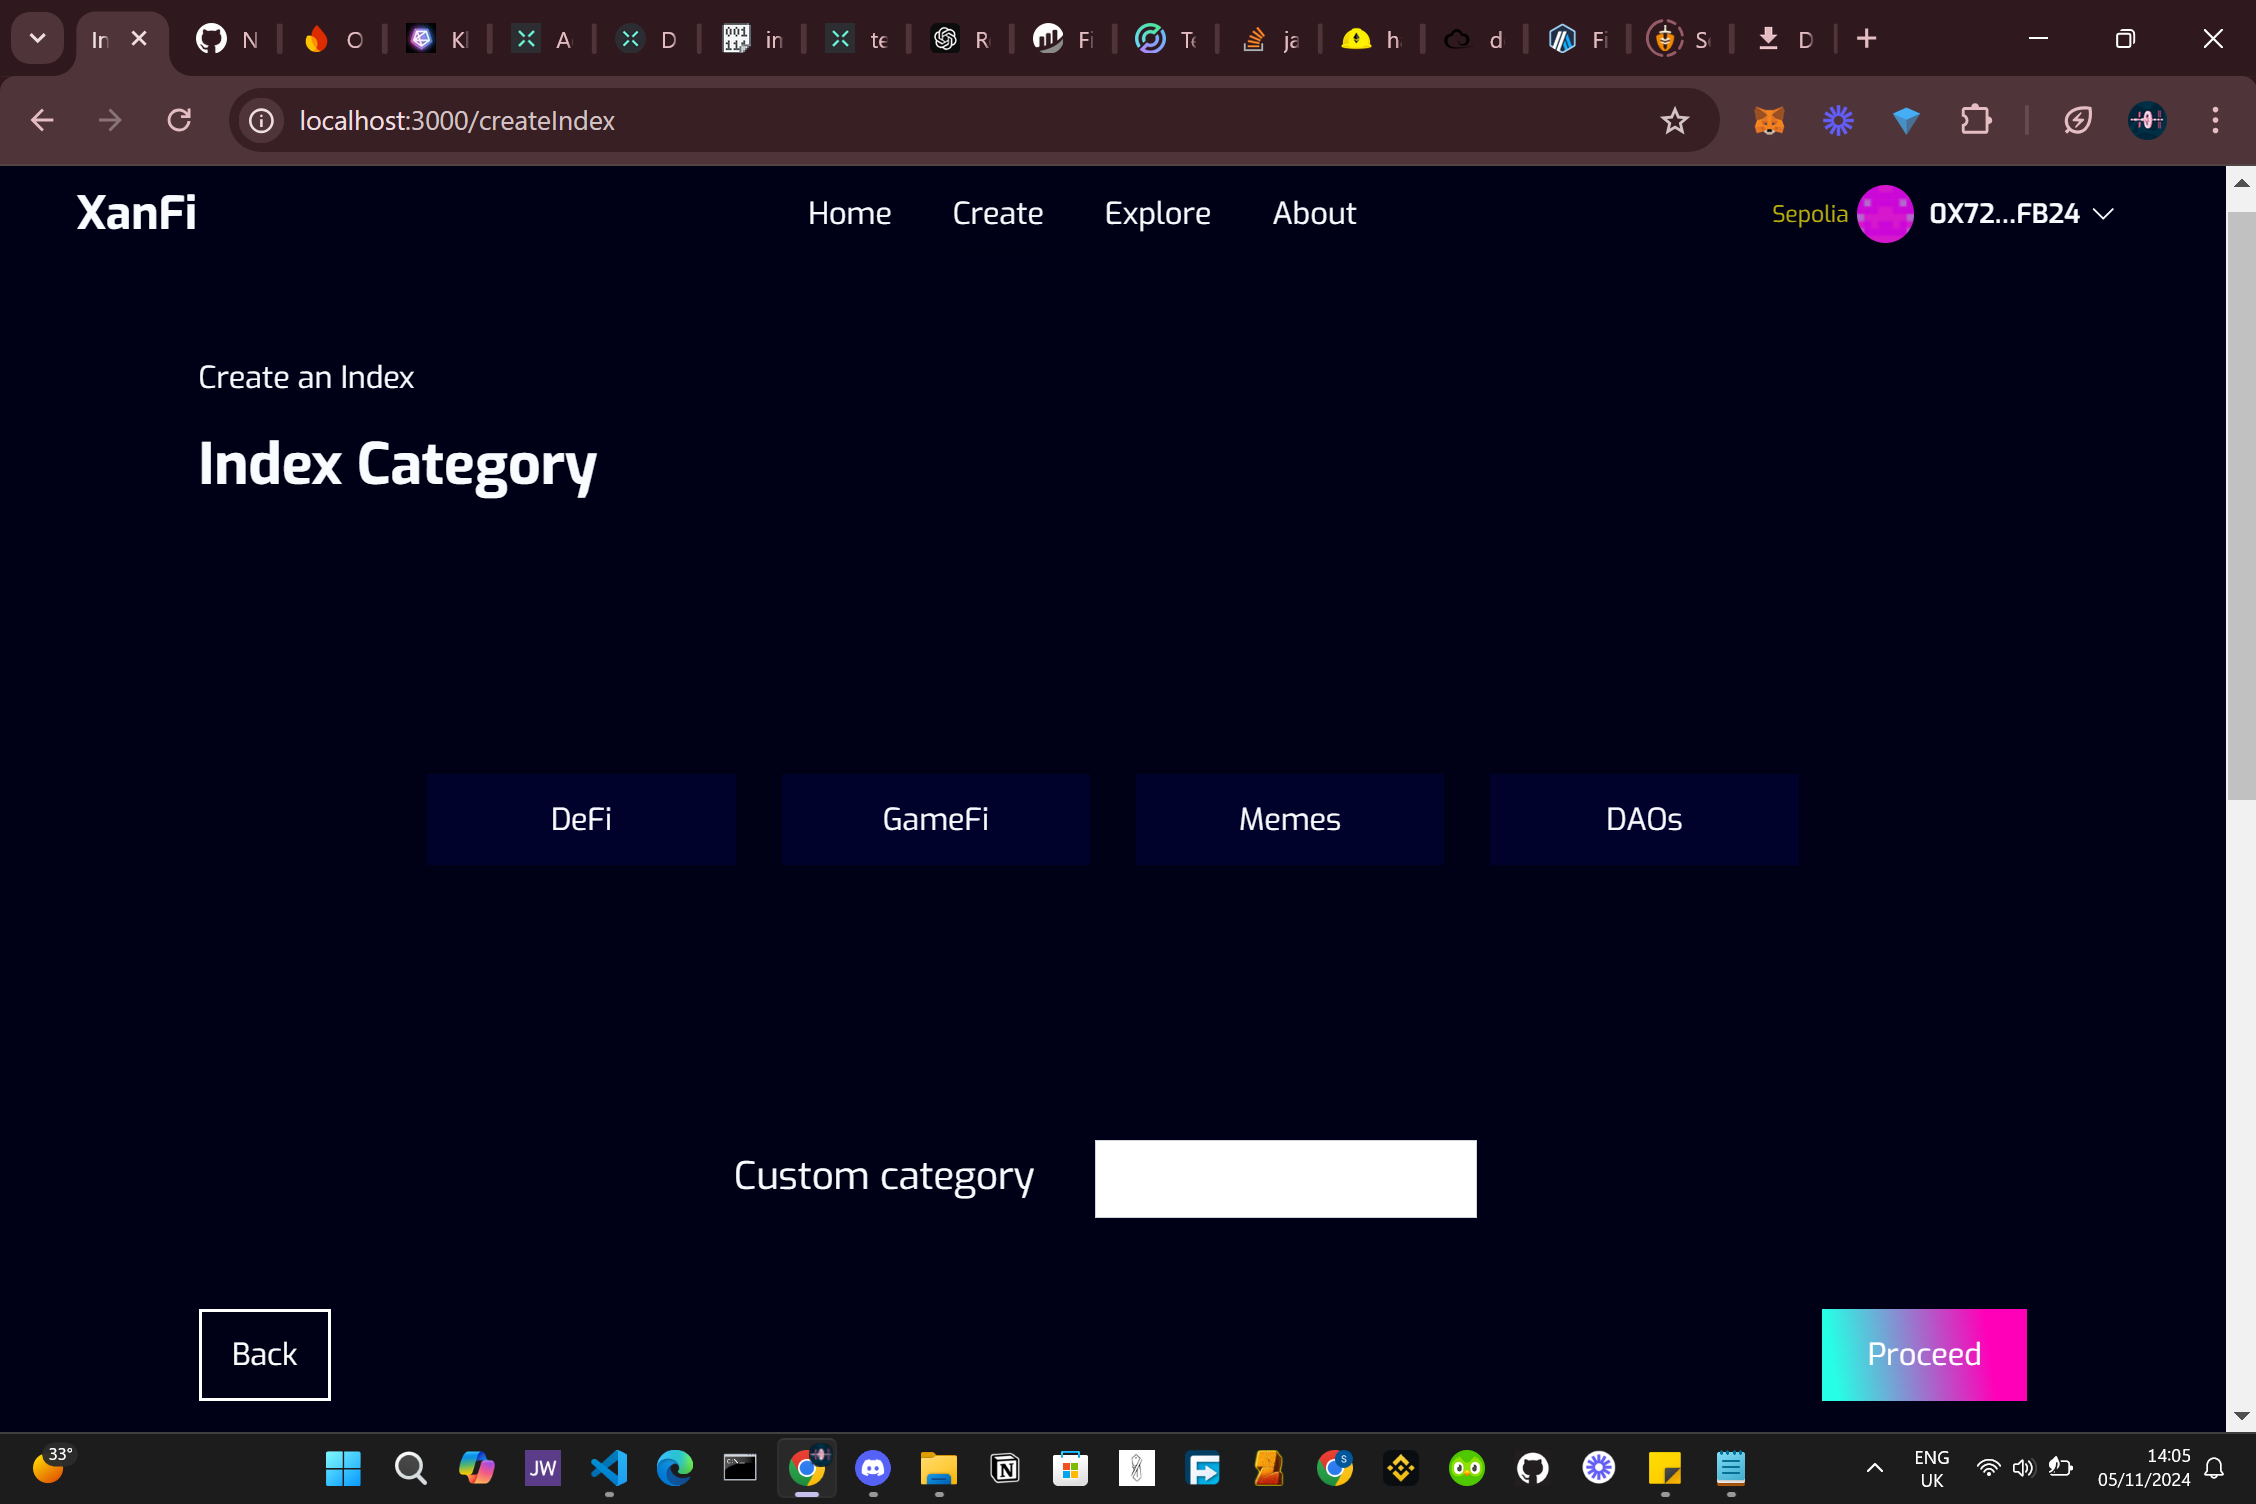 In
N
O
Kl
A
D
in
te
R
Fi
Te
ja
ha
d
Fi
Se
D
localhost:3000/createIndex
XanFi
Home
Create
Explore
About
Sepolia
0X72...FB24
Create an Index
Index Category
DeFi
GameFi
Memes
DAOs
Custom category
Back
Proceed
33°
JW
ENG
UK
14:05
05/11/2024